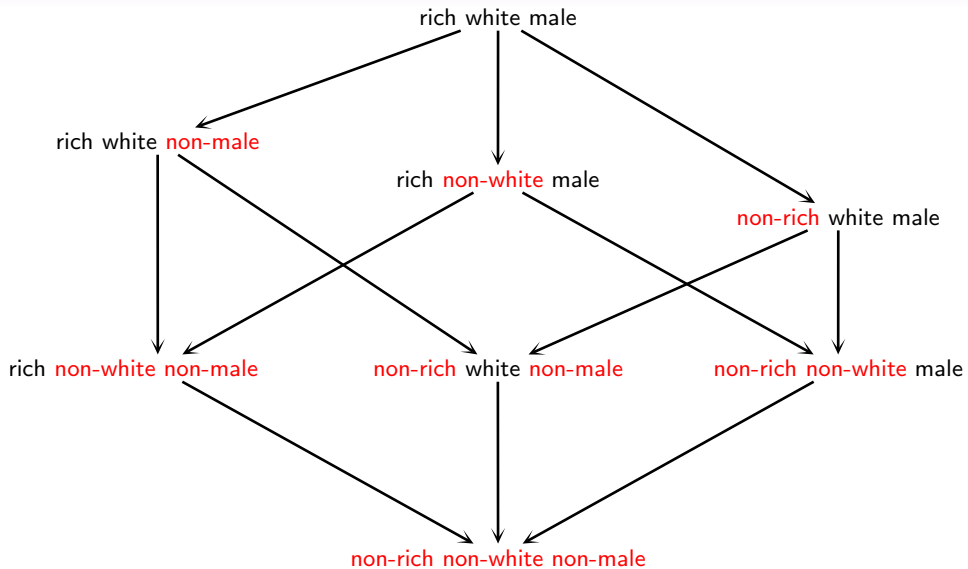 rich white male
rich white non-male
rich non-white male
non-rich white male
rich non-white non-male
non-rich white non-male
non-rich non-white male
non-rich non-white non-male